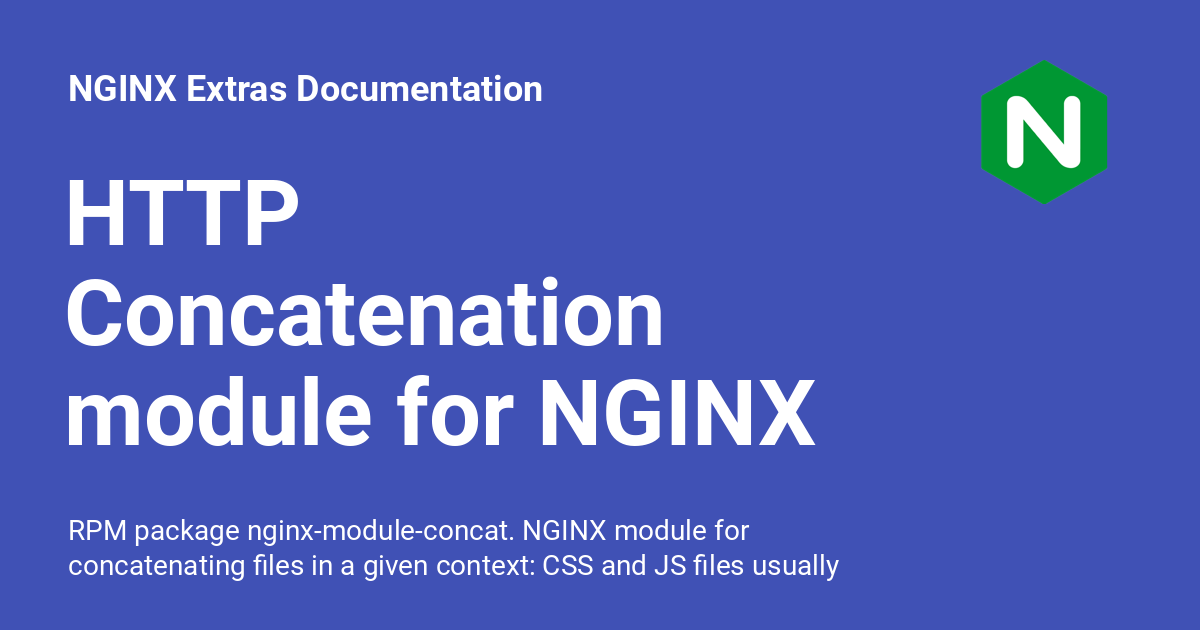 NGINX Extras Documentation
N
HTTP
Concatenation
module for NGINX
RPM package nginx-module-concat. NGINX module for
concatenating files in a given context: CSS and JS files usually